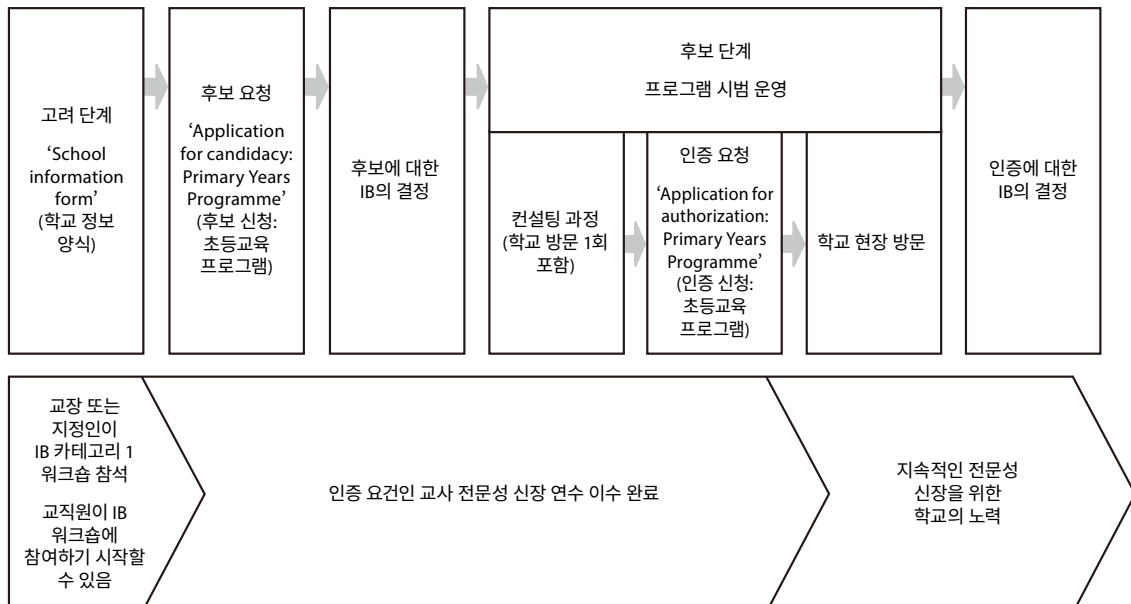 고려 단계
‘School
information
form’
(학교 정보
양식)
후보 요청
‘Application
for candidacy:
Primary Years
Programme’
(후보 신청:
초등교육
프로그램)
후보에 대한
IB의 결정
후보 단계
프로그램 시범 운영
컨설팅 과정
(학교 방문 1회
포함)
인증 요청
‘Application for
authorization:
Primary Years
Programme’
(인증 신청:
초등교육
프로그램)
학교 현장 방문
인증에 대한
IB의 결정
교장 또는
지정인이
IB 카테고리 1
워크숍 참석
교직원이 IB
워크숍에
참여하기 시작할
수 있음
인증 요건인 교사 전문성 신장 연수 이수 완료
지속적인 전문성
신장을 위한
학교의 노력